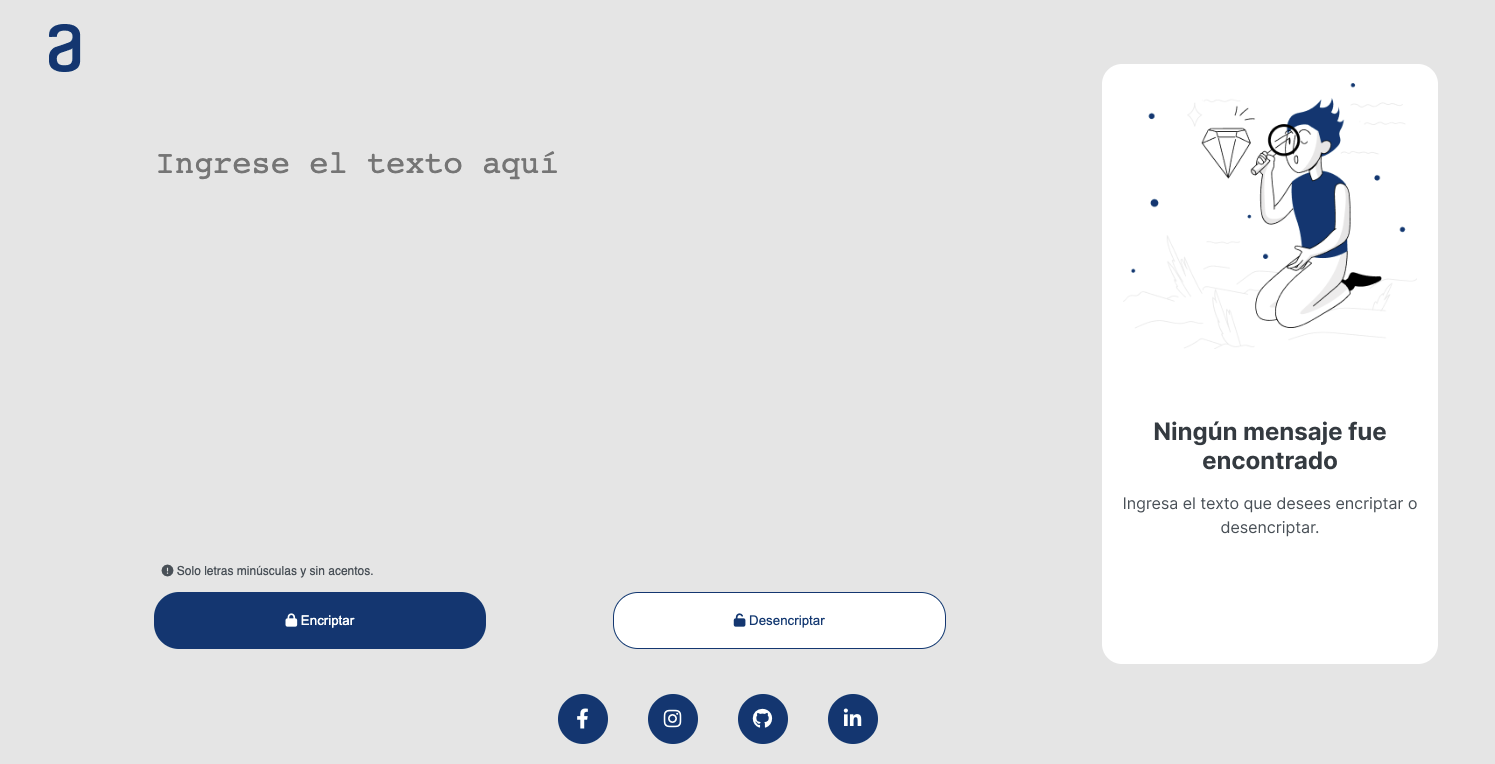 a
Ingrese el texto aquí
Solo letras minúsculas y sin acentos.
Encriptar
Desencriptar
Ningún mensaje fue
encontrado
Ingresa el texto que desees encriptar o
desencriptar.